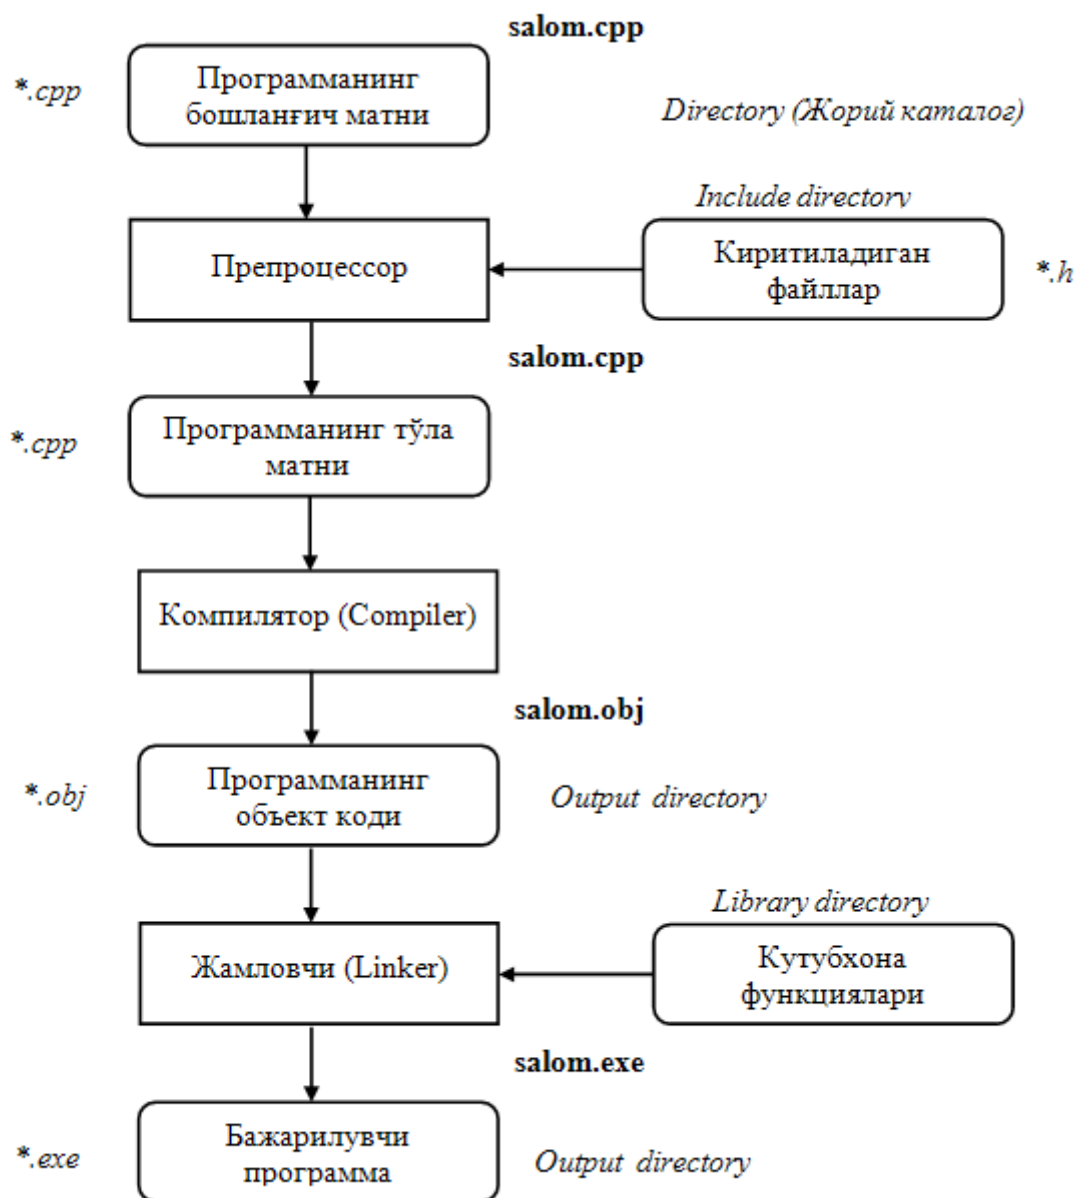 salom.cpp
*.cpp
Программанинг
бошланғич матни
Directory (Жорий каталог)
Include directory
Препроцессор
Киритиладиган
файллар
*.h
salom.cpp
*.cpp
Программанинг тўла
матни
Компилятор (Compiler)
salom.obj
*.obj
Программанинг
объект коди
Output directory
Library directory
Жамловчи (Linker)
Кутубхона
функциялари
salom.exe
*.exe
Бажарилувчи
программа
Output directory